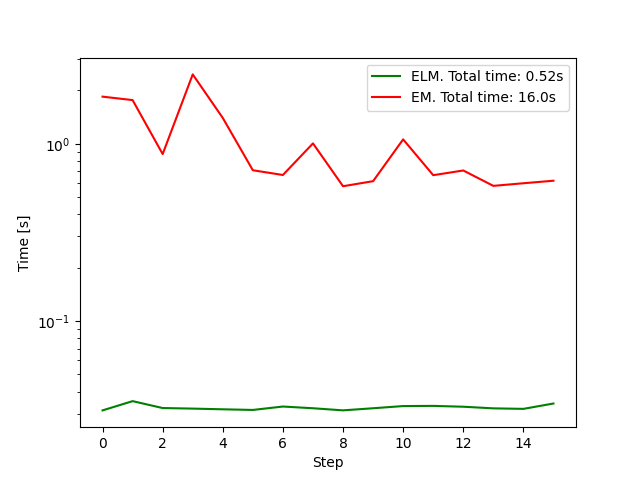 ELM. Total time: 0.52s
EM. Total time: 16.0s
10⁰
10⁻¹
Time [s]
0 2 4 6 8 10 12 14
Step